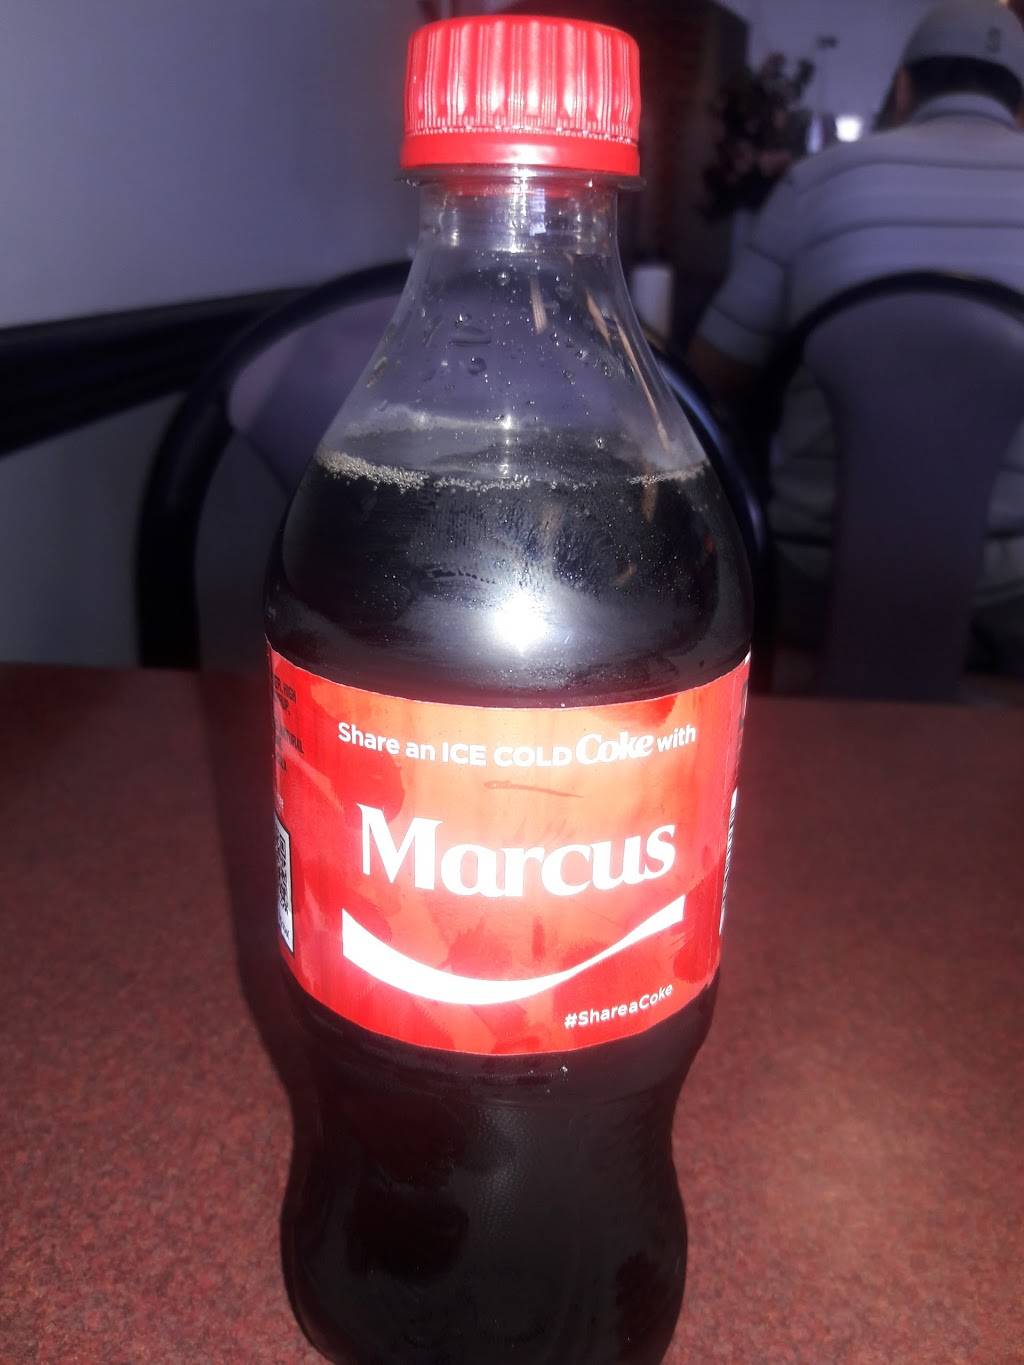 Share an ICE COLD Coke with
Marcus
#ShareaCoke